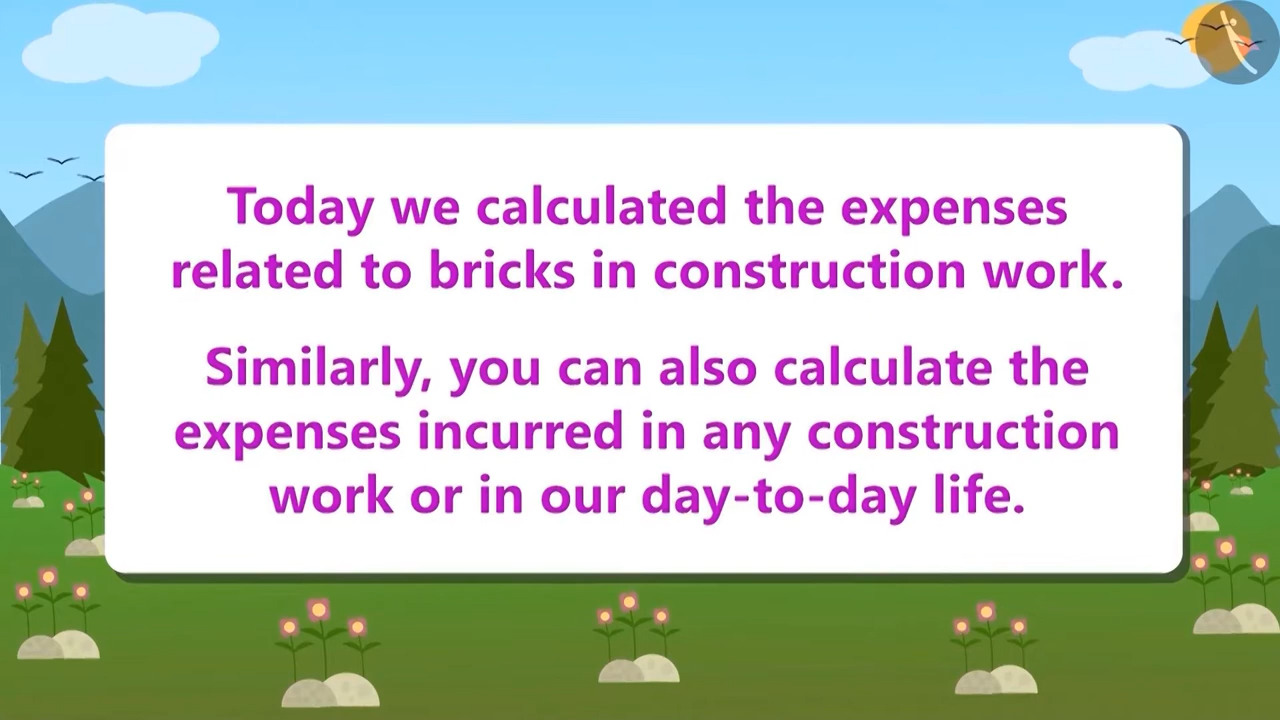 Today we calculated the expenses
related to bricks in construction work.
Similarly, you can also calculate the
expenses incurred in any construction
work or in our day-to-day life.